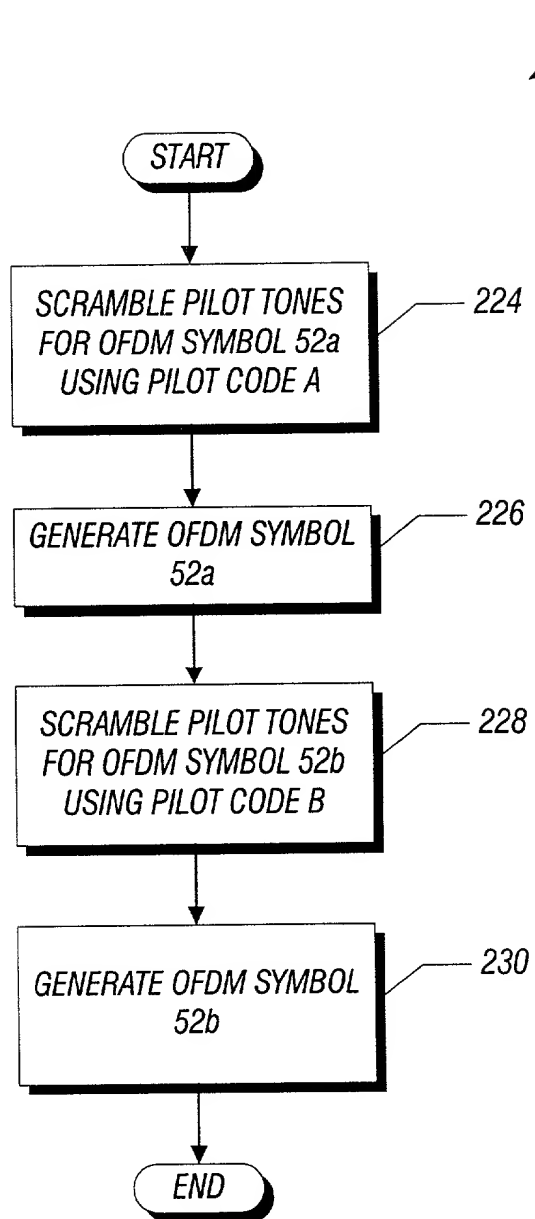 START
SCRAMBLE PILOT TONES
FOR OFDM SYMBOL 52a
USING PILOT CODE A
224
GENERATE OFDM SYMBOL
52a
226
SCRAMBLE PILOT TONES
FOR OFDM SYMBOL 52b
USING PILOT CODE B
228
GENERATE OFDM SYMBOL
52b
230
END